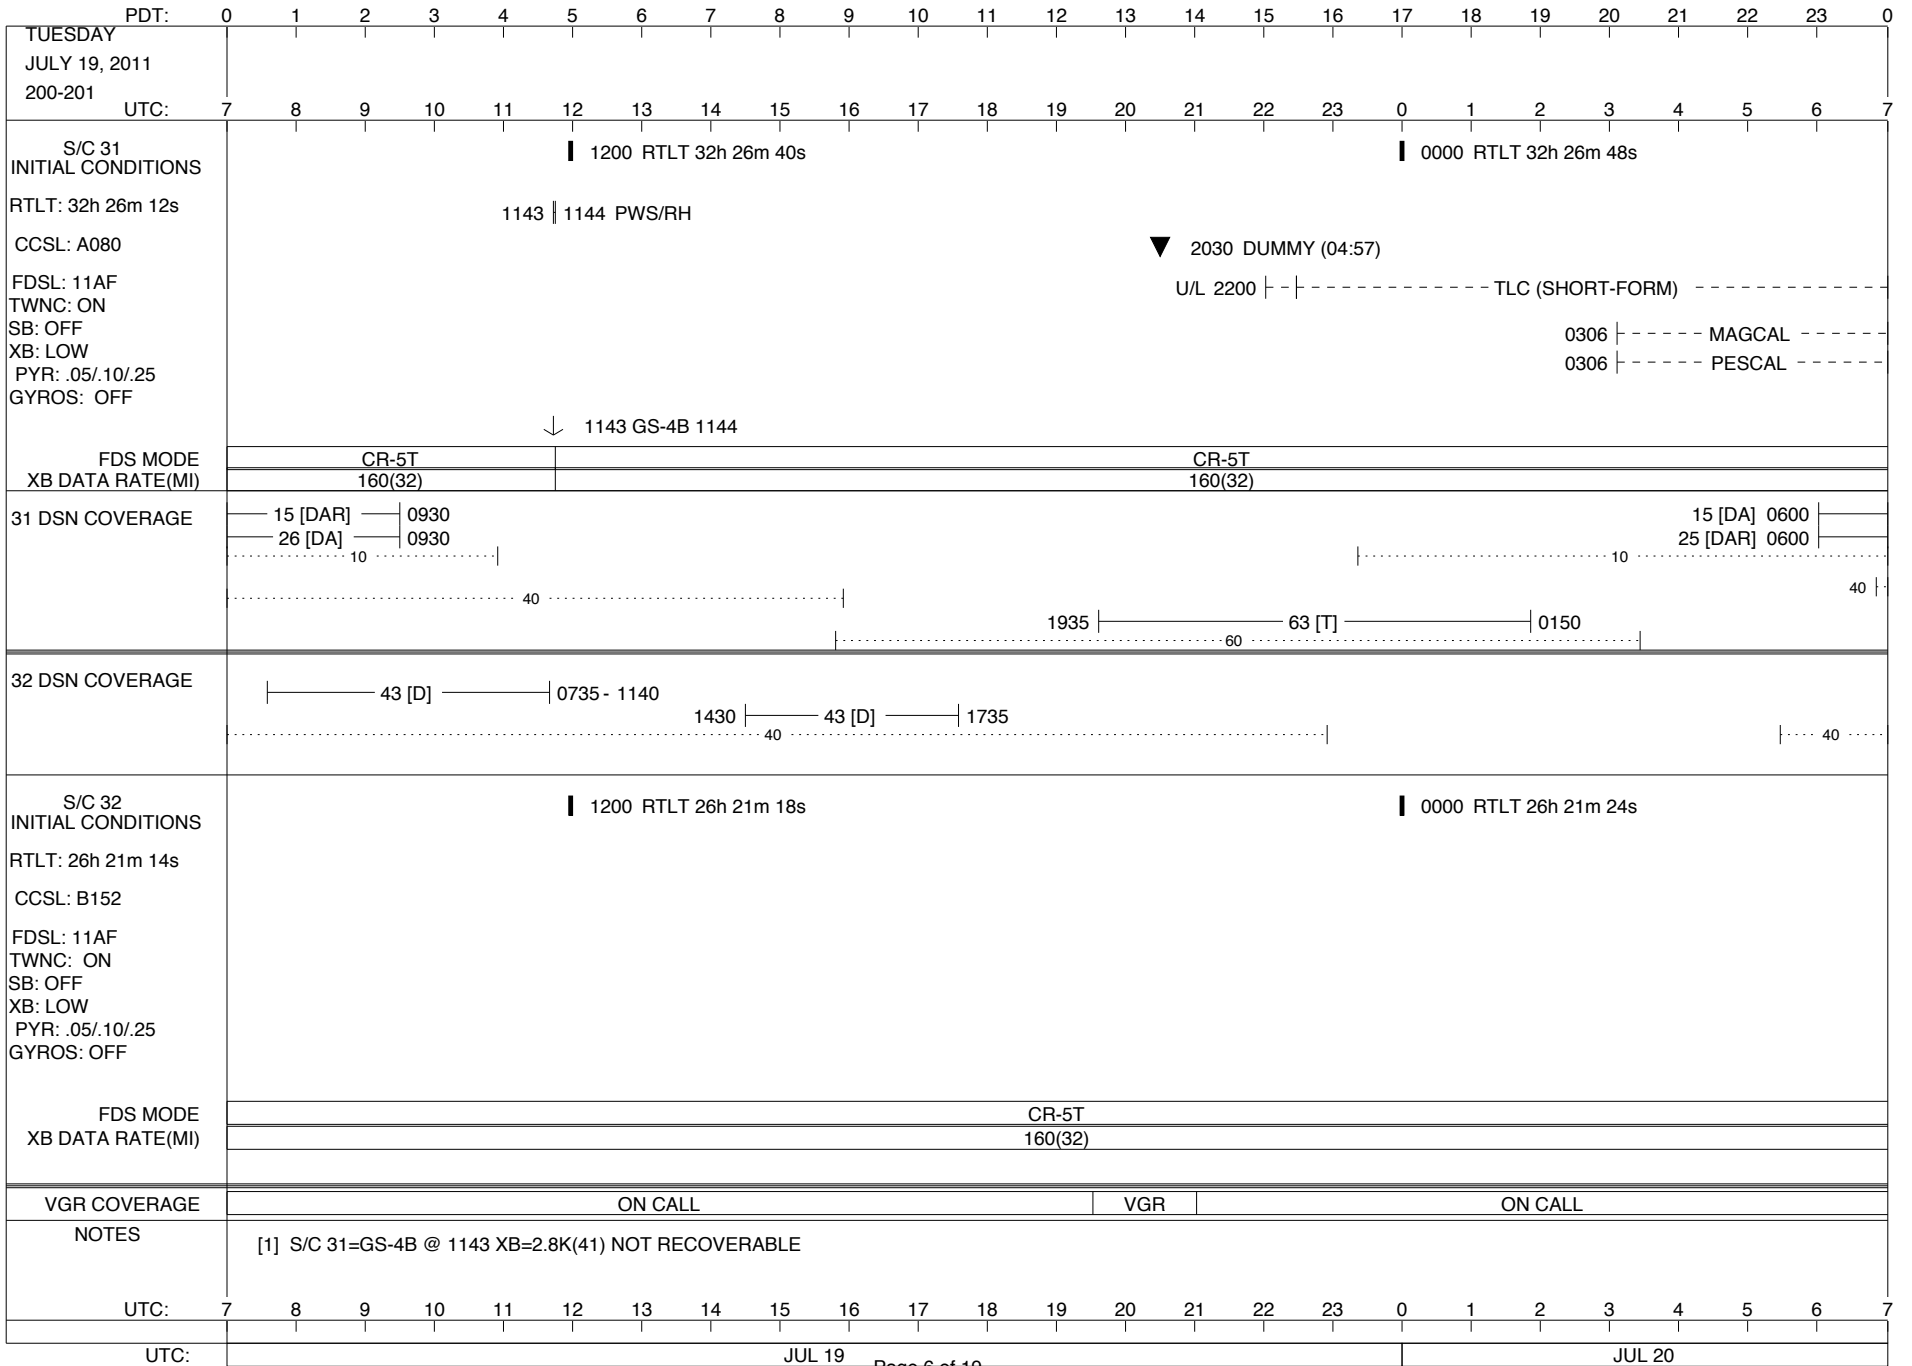 PDT: 0 1 2 3 4 5 6 7 8 9 10 11 12 13 14 15 16 17 18 19 20 21 22 23 0
TUESDAY
JULY 19, 2011
200-201
UTC: 7 8 9 10 11 12 13 14 15 16 17 18 19 20 21 22 23 0 1 2 3 4 5 6 7
S/C 31
INITIAL CONDITIONS
1200 RTLT 32h 26m 40s
0000 RTLT 32h 26m 48s
RTLT: 32h 26m 12s
1143 1144 PWS/RH
CCSL: A080
2030 DUMMY (04:57)
FDSL: 11AF
U/L 2200 TLC (SHORT-FORM)
TWNC: ON
SB: OFF
0306 MAGCAL
XB: LOW
0306 PESCAL
PYR: .05/.10/.25
GYROS: OFF
1143 GS-4B 1144
FDS MODE CR-5T CR-5T
XB DATA RATE(MI) 160(32) 160(32)
31 DSN COVERAGE
15 [DAR] 0930 15 [DA] 0600
26 [DA] 0930 25 [DAR] 0600
10 10
40
40
1935 63 [T] 0150
60
32 DSN COVERAGE
43 [D] 0735 - 1140
1430 43 [D] 1735
40 40
S/C 32
INITIAL CONDITIONS
1200 RTLT 26h 21m 18s
0000 RTLT 26h 21m 24s
RTLT: 26h 21m 14s
CCSL: B152
FDSL: 11AF
TWNC: ON
SB: OFF
XB: LOW
PYR: .05/.10/.25
GYROS: OFF
FDS MODE CR-5T
XB DATA RATE(MI) 160(32)
VGR COVERAGE ON CALL VGR ON CALL
NOTES
[1] S/C 31=GS-4B @ 1143 XB=2.8K(41) NOT RECOVERABLE
UTC: 7 8 9 10 11 12 13 14 15 16 17 18 19 20 21 22 23 0 1 2 3 4 5 6 7
UTC: JUL 19 JUL 20
Page 6 of 19